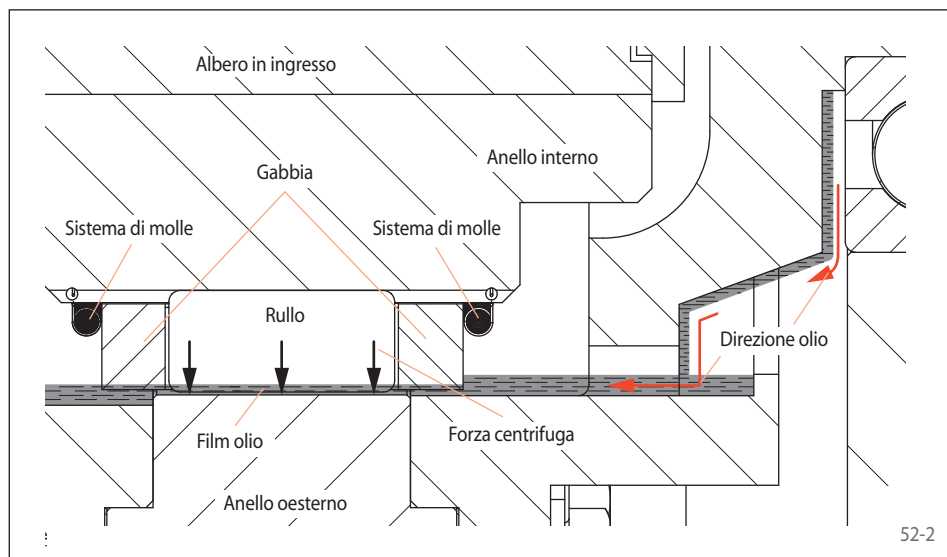 Albero in ingresso
Anello interno
Gabbia
Sistema di molle
Sistema di molle
Rullo
Direzione olio
Film olio
Forza centrifuga
Anello oesterno
52-2